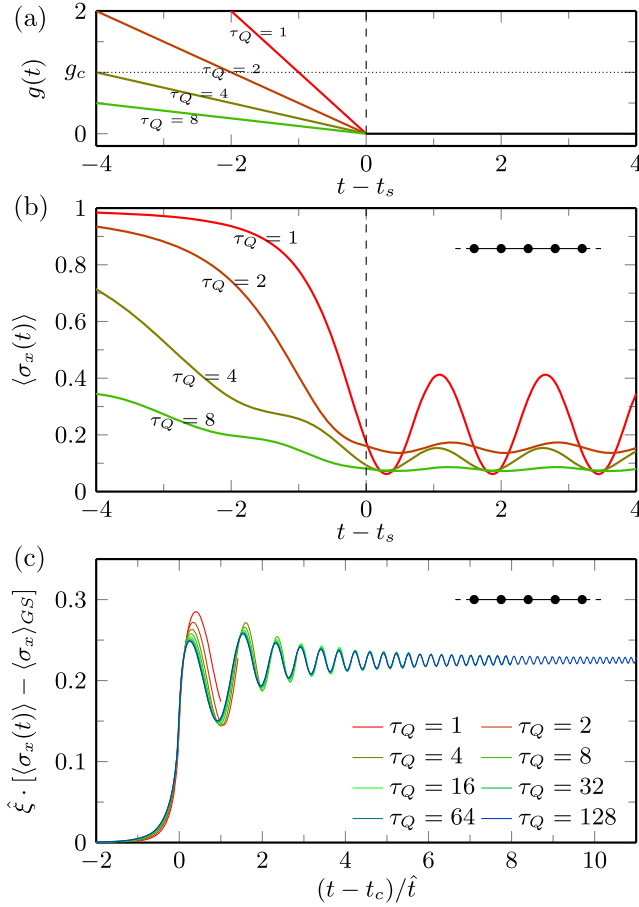 (a)
2
g_c
0
g(t)
τ_Q = 1
τ_Q = 2
τ_Q = 4
τ_Q = 8
−4 −2 0 2 4
t − t_s
(b)
1
0.8
0.6
0.4
0.2
0
⟨σ_x(t)⟩
τ_Q = 1
τ_Q = 2
τ_Q = 4
τ_Q = 8
−4 −2 0 2 4
t − t_s
(c)
0.3
0.2
0.1
0
ξ̂ · [⟨σ_x(t)⟩ − ⟨σ_x⟩_GS]
τ_Q = 1 τ_Q = 2
τ_Q = 4 τ_Q = 8
τ_Q = 16 τ_Q = 32
τ_Q = 64 τ_Q = 128
−2 0 2 4 6 8 10
(t − t_c)/t̂